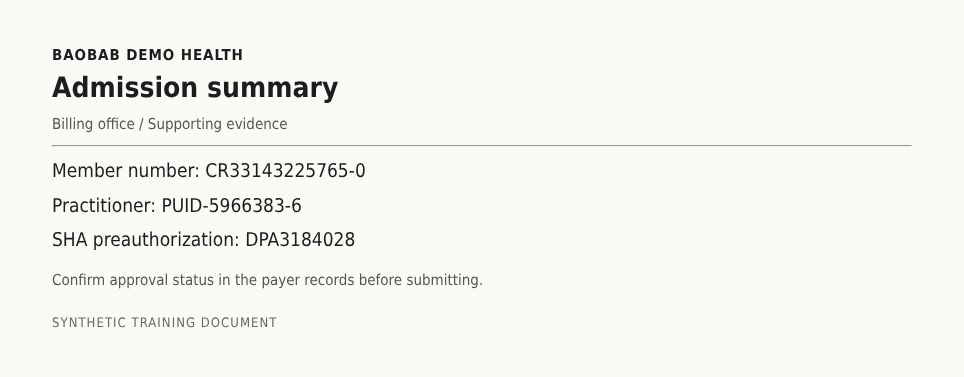 BAOBAB DEMO HEALTH
Admission summary
Billing office / Supporting evidence
Member number: CR33143225765-0
Practitioner: PUID-5966383-6
SHA preauthorization: DPA3184028
Confirm approval status in the payer records before submitting.
SYNTHETIC TRAINING DOCUMENT